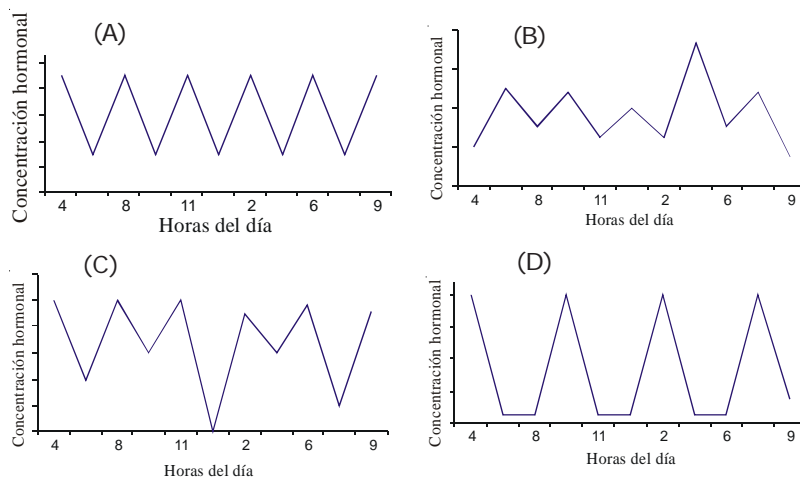 (A)
Concentración hormonal
4 8 11 2 6 9
Horas del día
(B)
Concentración hormonal
4 8 11 2 6 9
Horas del día
(C)
Concentración hormonal
4 8 11 2 6 9
Horas del día
(D)
Concentración hormonal
4 8 11 2 6 9
Horas del día